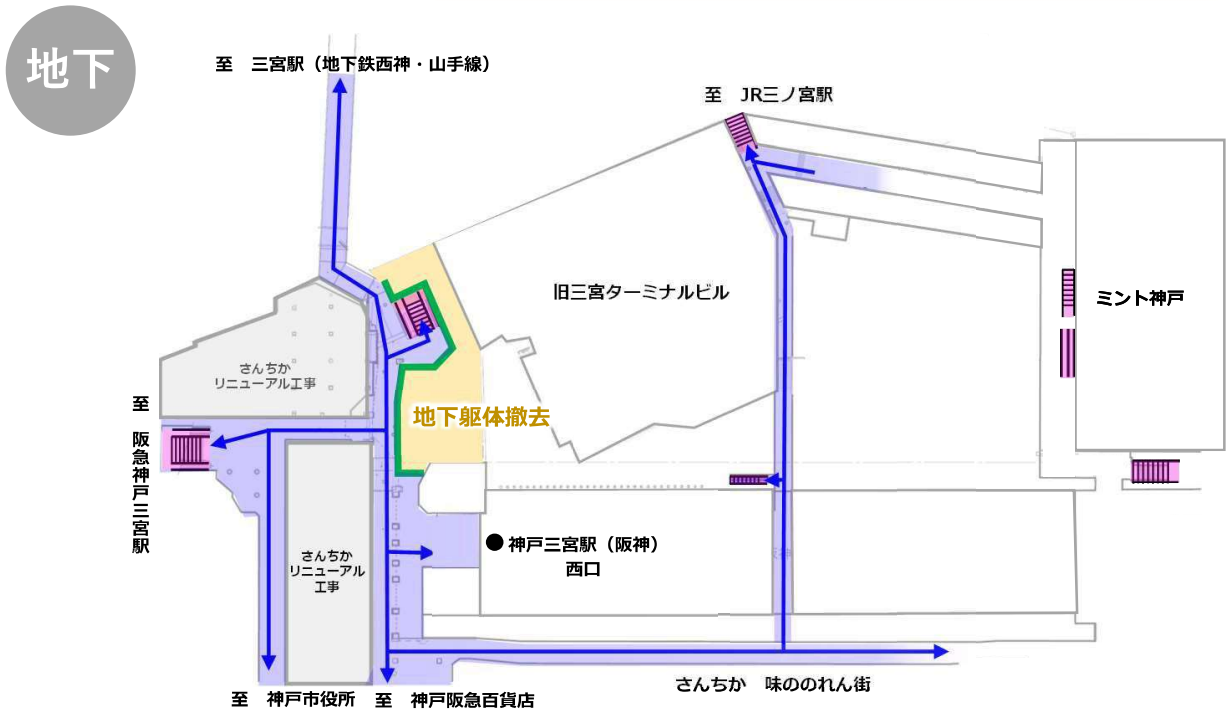 地下
至　三宮駅（地下鉄西神・山手線）
至　JR三ノ宮駅
旧三宮ターミナルビル
ミント神戸
さんちか
リニューアル工事
地下躯体撤去
至　阪急神戸三宮駅
さんちか
リニューアル
工事
●神戸三宮駅（阪神）
西口
至　神戸市役所
至　神戸阪急百貨店
さんちか　味ののれん街